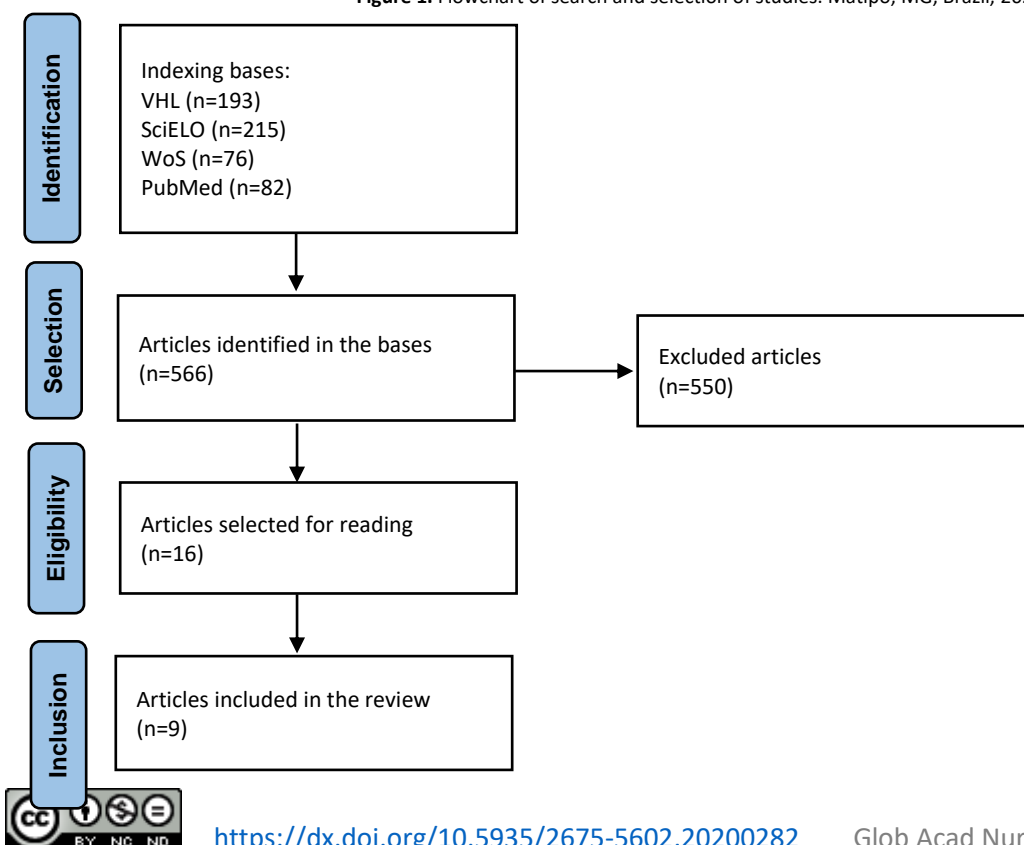 Figure 1. Flowchart of search and selection of studies. Matipó, MG, Brazil,
Identification
Indexing bases:
VHL (n=193)
SciELO (n=215)
WoS (n=76)
PubMed (n=82)
Selection
Articles identified in the bases
(n=566)
Excluded articles
(n=550)
Eligibility
Articles selected for reading
(n=16)
Inclusion
Articles included in the review
(n=9)
cc
BY NC ND
https://dx.doi.org/10.5935/2675-5602.20200282
Glob Acad